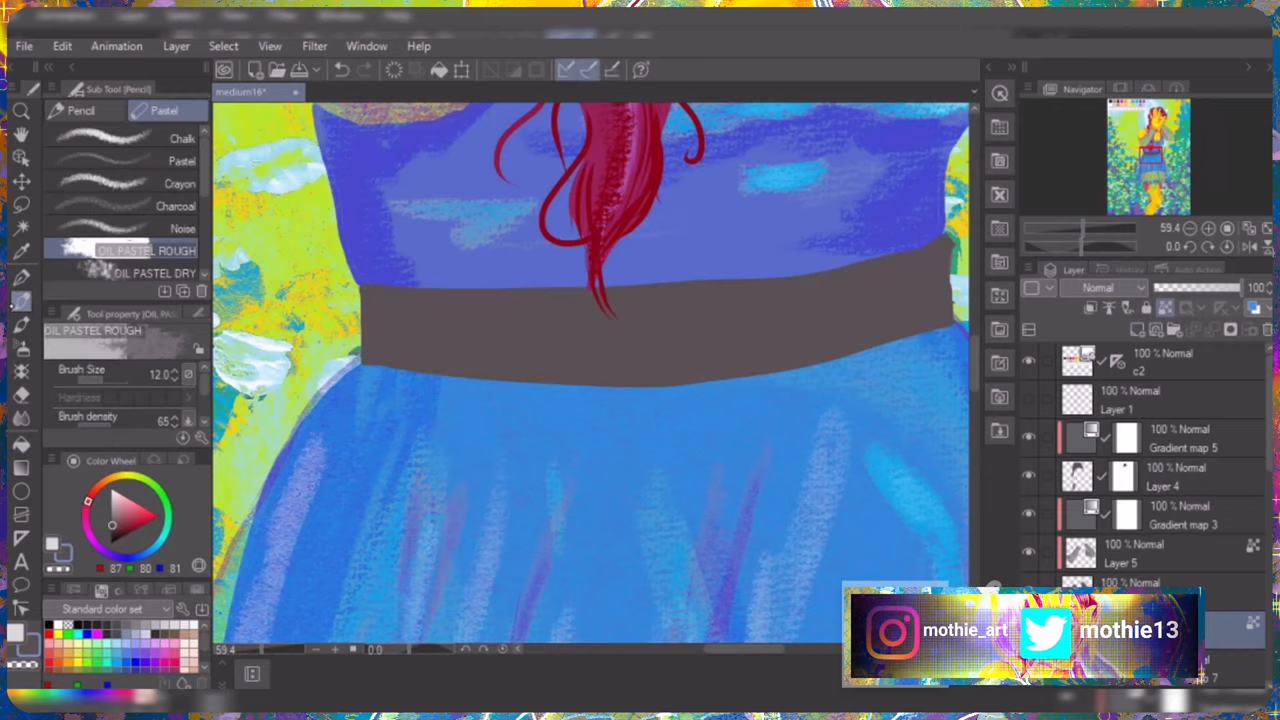 File Edit Animation Layer Select View Filter Window Help
Sub Tool [Pencil]
medium16*
Navigator
Pencil Pastel
Chalk
Pastel
Crayon
Charcoal
Noise
OIL PASTEL ROUGH
OIL PASTEL DRY
59.4
0.0
Layer History Auto Action
Normal 100
Tool property [OIL PAS
OIL PASTEL ROUGH
Brush Size 12.0
Hardness
Brush density 65
100 % Normal
c2
100 % Normal
Layer 1
100 % Normal
Gradient map 5
100 % Normal
Layer 4
100 % Normal
Gradient map 3
100 % Normal
Layer 5
100 % Normal
Color Wheel
87 80 81
Standard color set
59.4 0.0
mothie_art mothie13